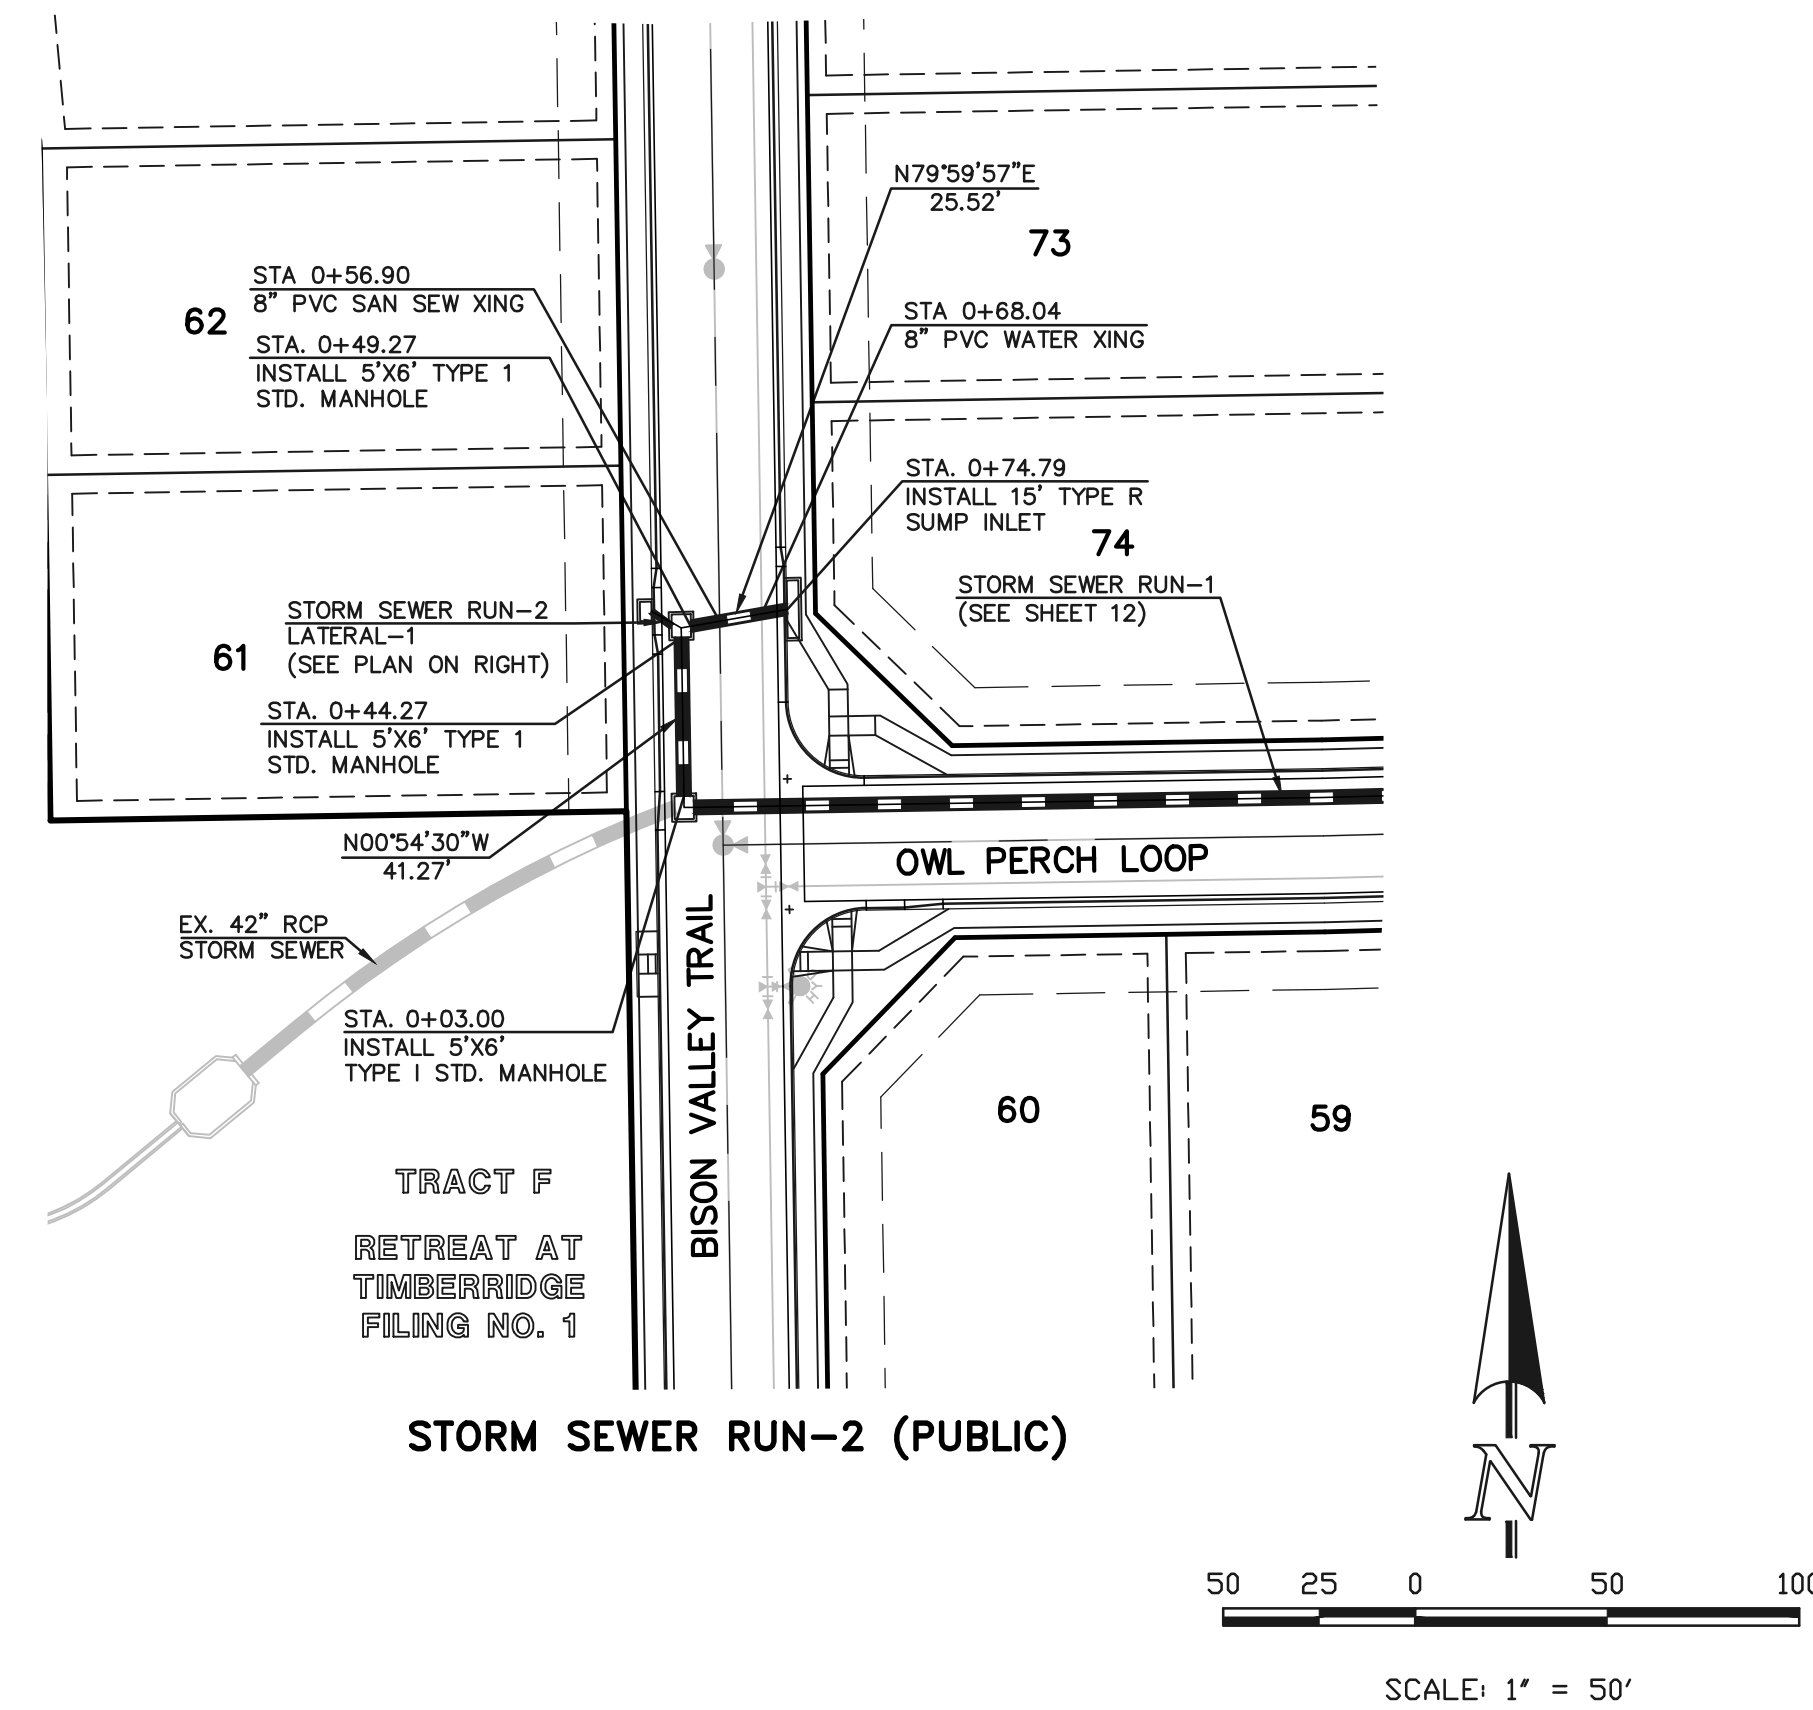 N79°59'57"E
25.52'
73
STA 0+56.90
8" PVC SAN SEW XING
62
STA. 0+49.27
INSTALL 5'X6' TYPE 1
STD. MANHOLE
STA 0+68.04
8" PVC WATER XING
STA. 0+74.79
INSTALL 15' TYPE R
SUMP INLET
74
STORM SEWER RUN-1
(SEE SHEET 12)
STORM SEWER RUN-2
LATERAL-1
(SEE PLAN ON RIGHT)
61
STA. 0+44.27
INSTALL 5'X6' TYPE 1
STD. MANHOLE
N00°54'30"W
41.27'
OWL PERCH LOOP
EX. 42" RCP
STORM SEWER
BISON VALLEY TRAIL
HY
STA. 0+03.00
INSTALL 5'X6'
TYPE I STD. MANHOLE
60
59
TRACT F
RETREAT AT
TIMBERRIDGE
FILING NO. 1
STORM SEWER RUN-2 (PUBLIC)
N
50 25 0 50 100
SCALE: 1" = 50'